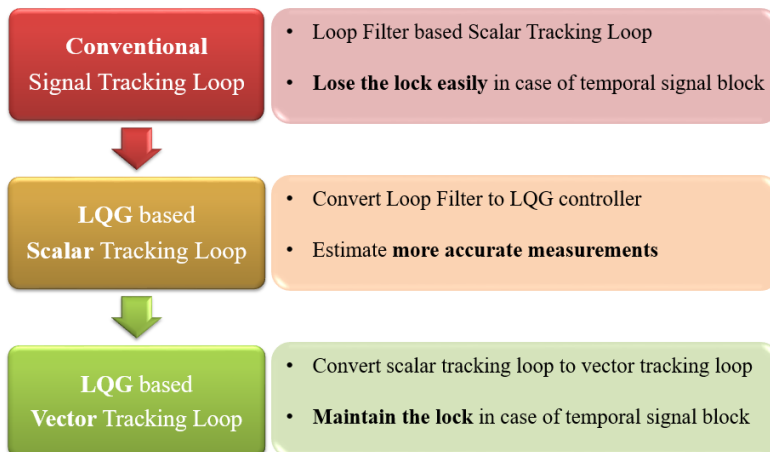 Conventional
Signal Tracking Loop
• Loop Filter based Scalar Tracking Loop
• Lose the lock easily in case of temporal signal block
LQG based
Scalar Tracking Loop
• Convert Loop Filter to LQG controller
• Estimate more accurate measurements
LQG based
Vector Tracking Loop
• Convert scalar tracking loop to vector tracking loop
• Maintain the lock in case of temporal signal block